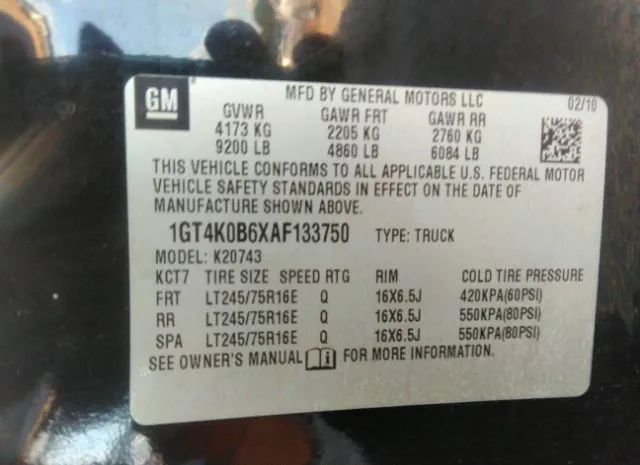 GM
MFD BY GENERAL MOTORS LLC 02/10
GVWR GAWR FRT GAWR RR
4173 KG 2205 KG 2760 KG
9200 LB 4860 LB 6084 LB
THIS VEHICLE CONFORMS TO ALL APPLICABLE U.S. FEDERAL MOTOR
VEHICLE SAFETY STANDARDS IN EFFECT ON THE DATE OF
MANUFACTURE SHOWN ABOVE.
1GT4K0B6XAF133750 TYPE: TRUCK
MODEL: K20743
KCT7 TIRE SIZE SPEED RTG RIM COLD TIRE PRESSURE
FRT LT245/75R16E Q 16X6.5J 420KPA(60PSI)
RR LT245/75R16E Q 16X6.5J 550KPA(80PSI)
SPA LT245/75R16E Q 16X6.5J 550KPA(80PSI)
SEE OWNER'S MANUAL FOR MORE INFORMATION.